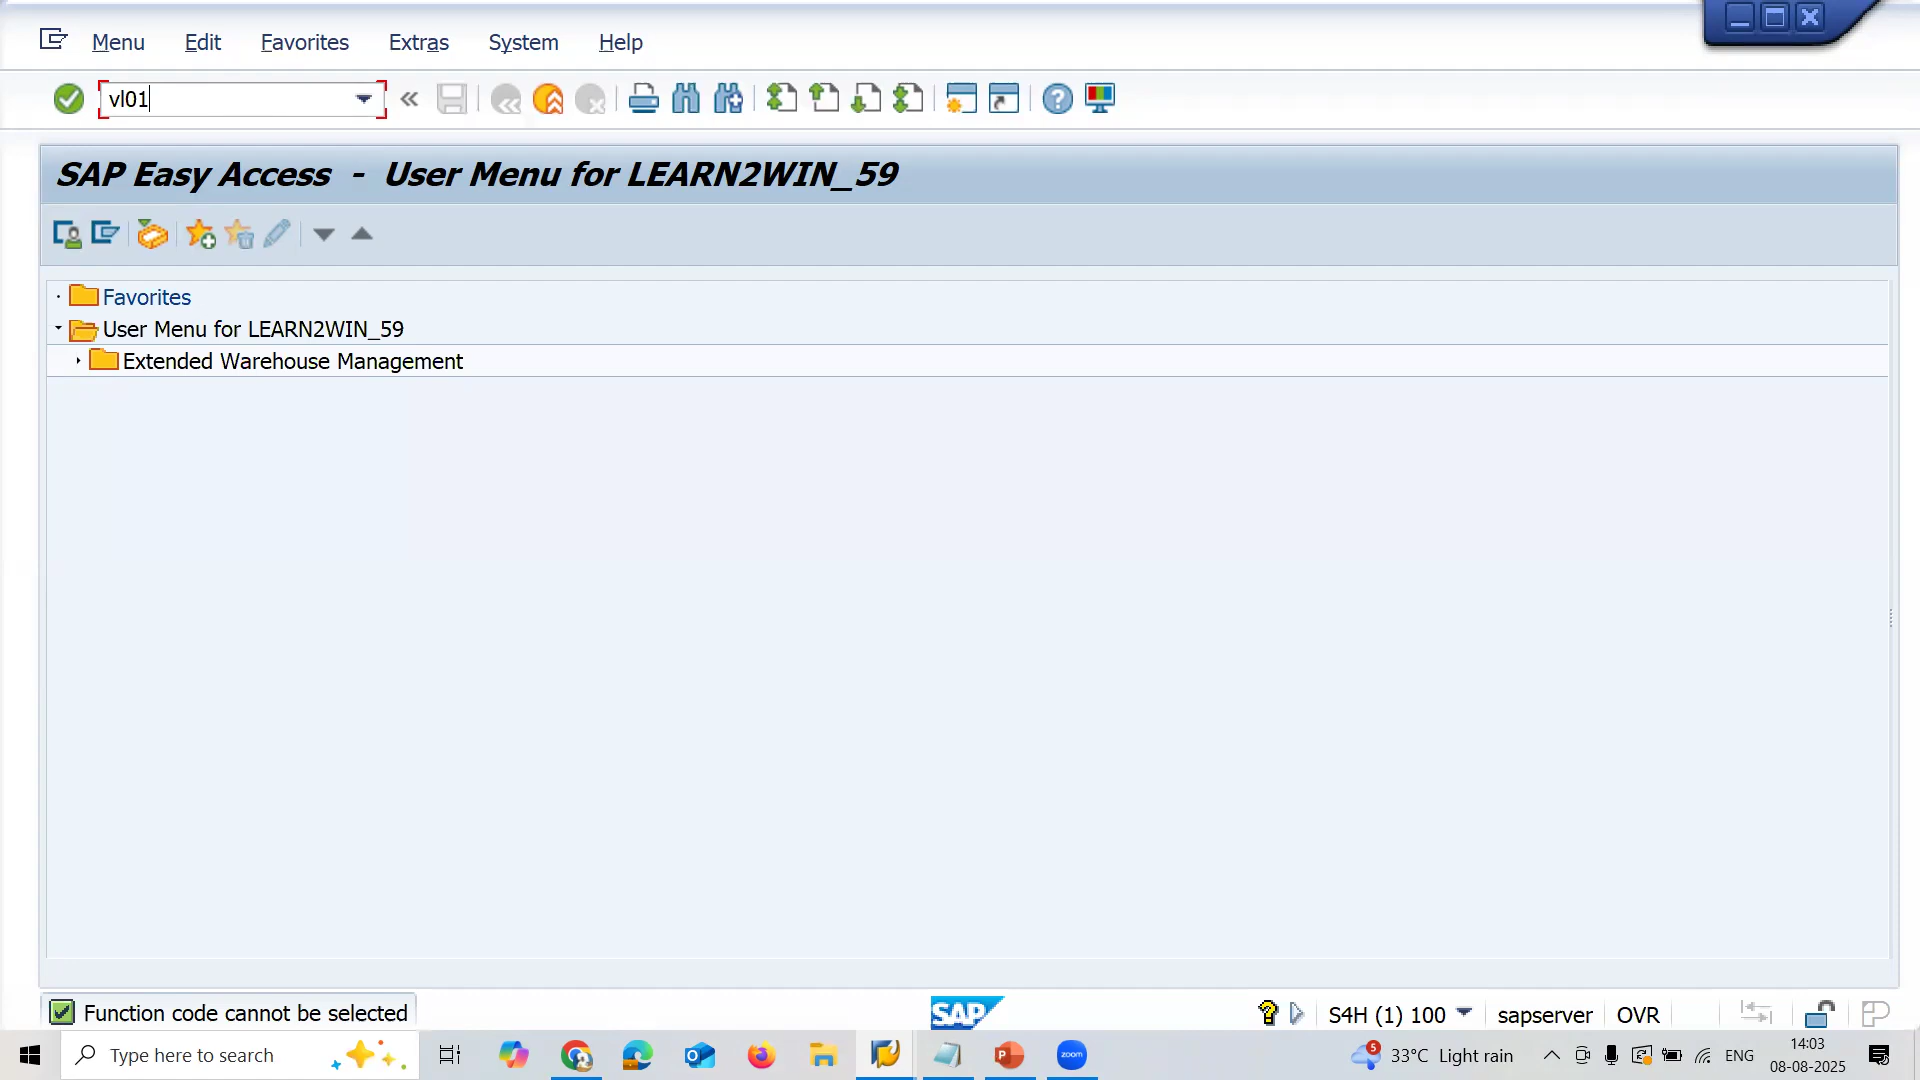 Menu Edit Favorites Extras System Help
vl01
SAP Easy Access - User Menu for LEARN2WIN_59
Favorites
User Menu for LEARN2WIN_59
Extended Warehouse Management
Function code cannot be selected
SAP
S4H (1) 100
sapserver
OVR
Type here to search
zoom
5
33°C Light rain
ENG
14:03
08-08-2025